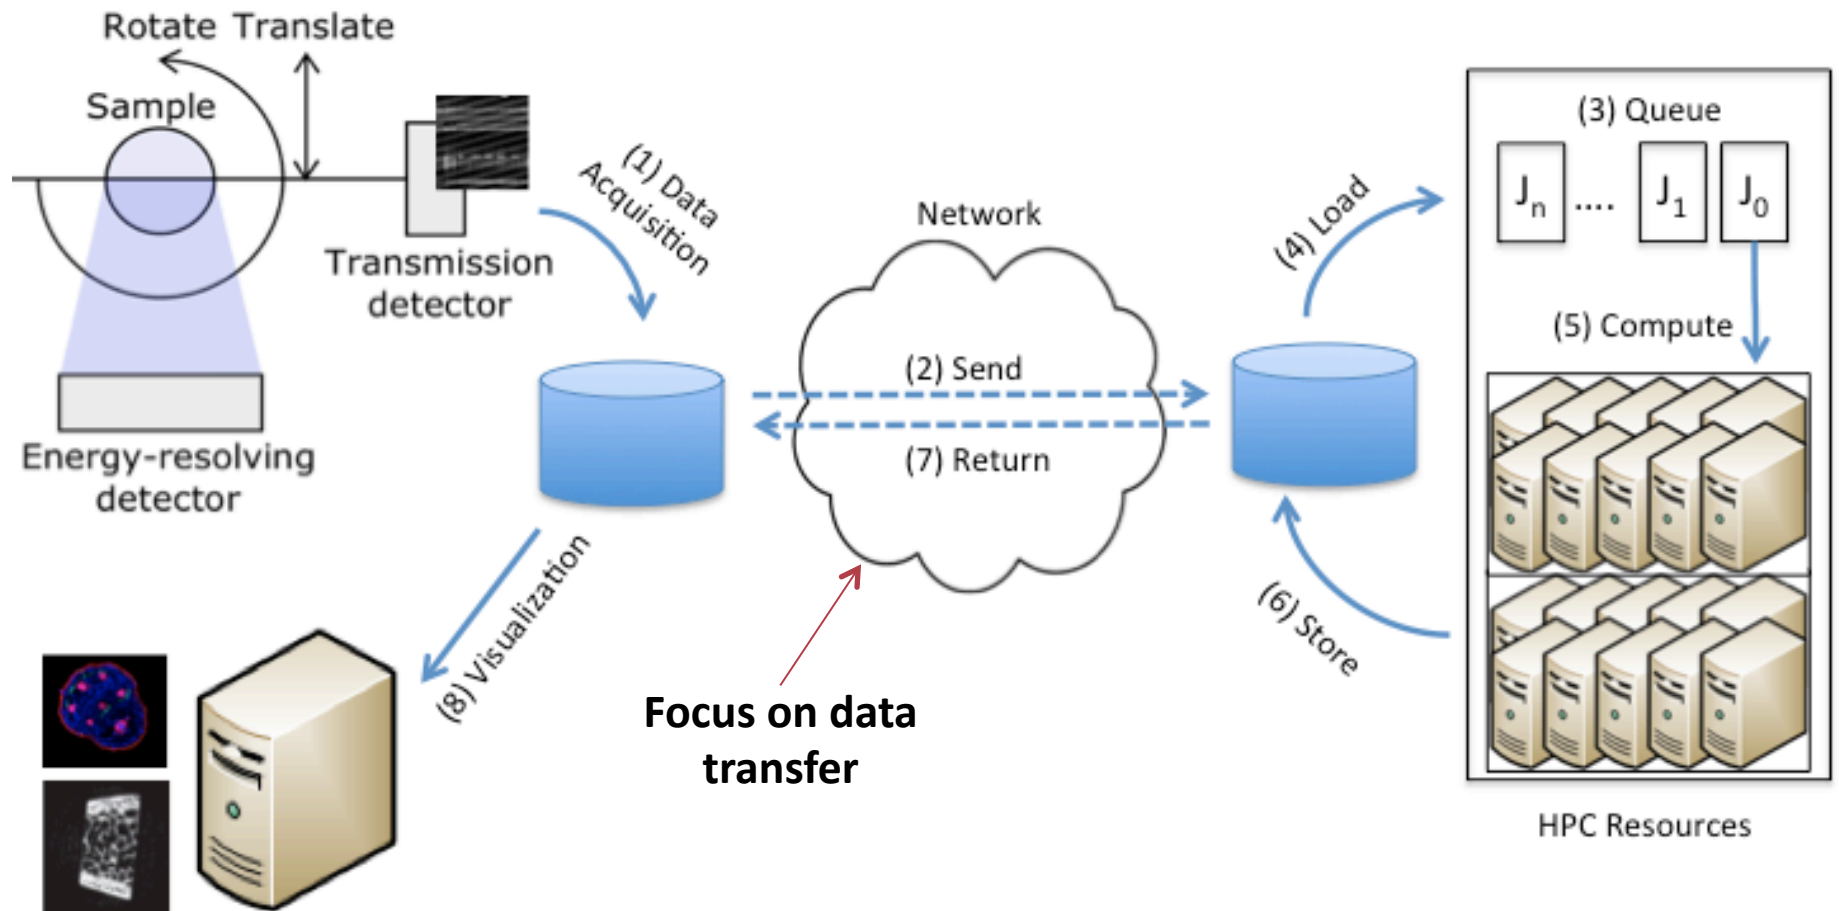 Rotate Translate
Sample
Transmission
detector
Energy-resolving
detector
(1) Data
Acquisition
Network
(2) Send
(7) Return
(4) Load
(3) Queue
Jn .... J1 J0
(5) Compute
(6) Store
HPC Resources
(8) Visualization
Focus on data
transfer